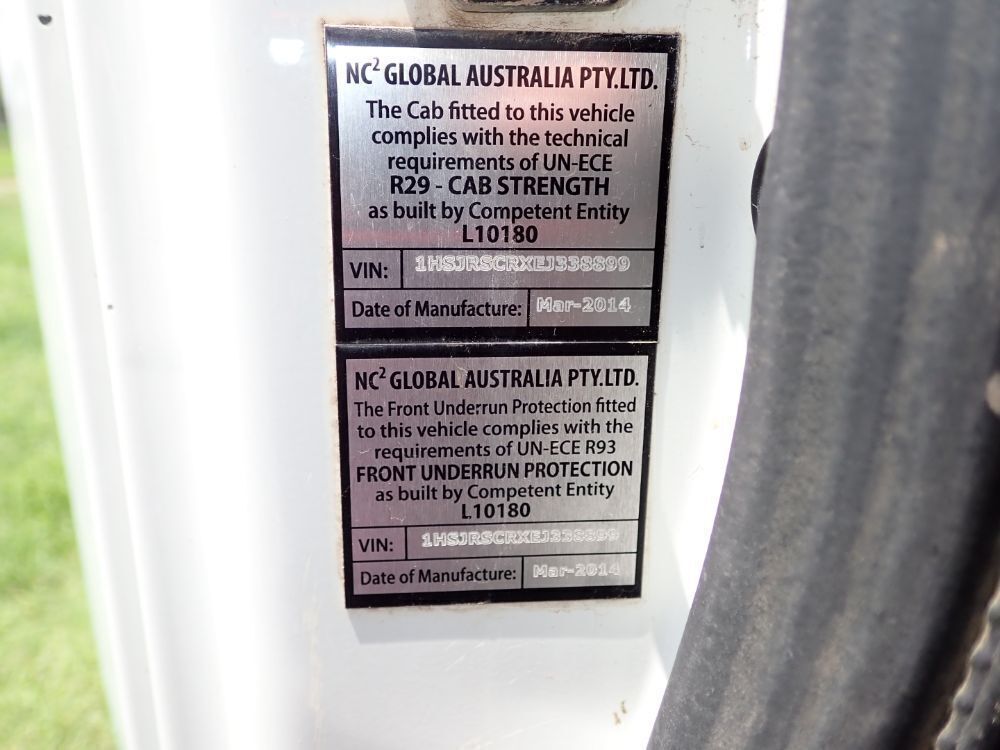 NC² GLOBAL AUSTRALIA PTY.LTD.
The Cab fitted to this vehicle
complies with the technical
requirements of UN-ECE
R29 - CAB STRENGTH
as built by Competent Entity
L10180
VIN: 1HSJRSCRXEJ338899
Date of Manufacture: Mar-2014
NC² GLOBAL AUSTRALIA PTY.LTD.
The Front Underrun Protection fitted
to this vehicle complies with the
requirements of UN-ECE R93
FRONT UNDERRUN PROTECTION
as built by Competent Entity
L10180
VIN: 1HSJRSCRXEJ338899
Date of Manufacture: Mar-2014